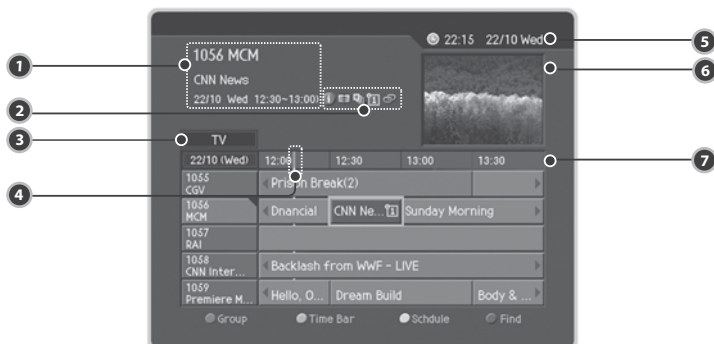 22:15 22/10 Wed
1056 MCM
CNN News
22/10 Wed 12:30~13:00)
TV
22/10 (Wed) 12:00 12:30 13:00 13:30
1055 CGV Prison Break(2)
1056 MCM Dnancial CNN Ne... Sunday Morning
1057 RAI
1058 CNN Inter... Backlash from WWF - LIVE
1059 Premiere M... Hello, O... Dream Build Body & ...
Group Time Bar Schdule Find
1
2
3
4
5
6
7